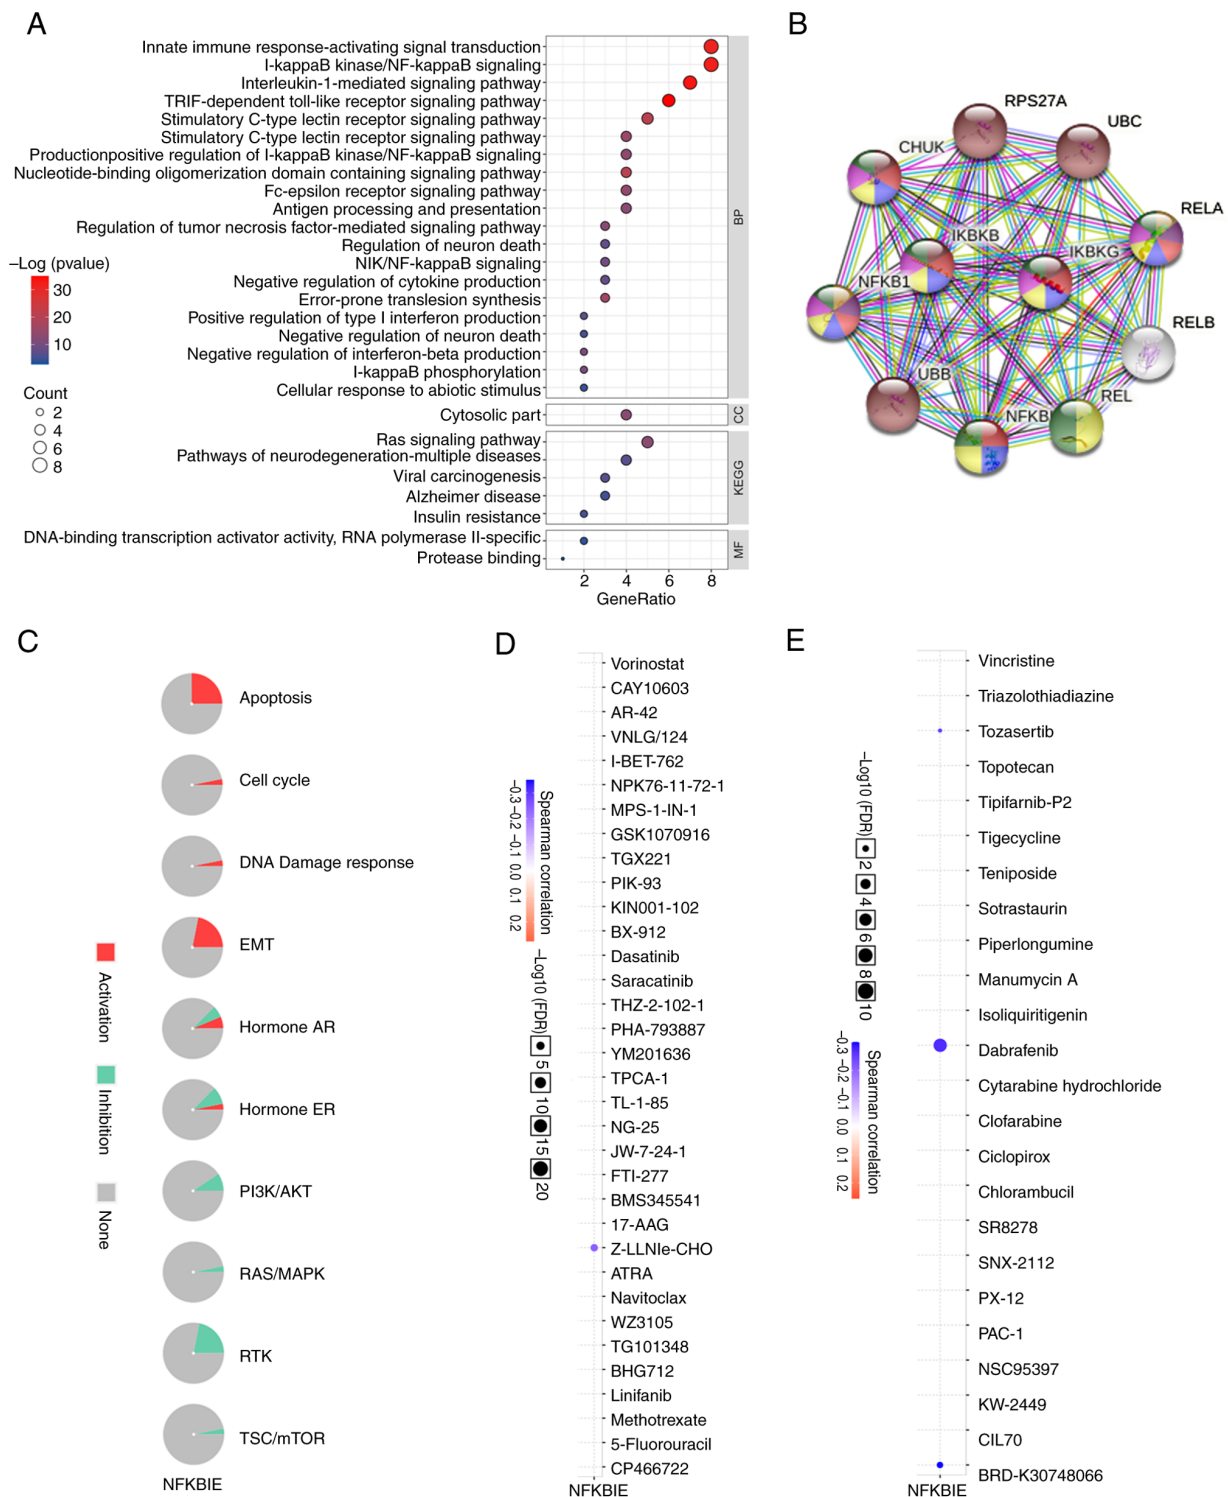 A
Innate immune response-activating signal transduction
I-kappaB kinase/NF-kappaB signaling
Interleukin-1-mediated signaling pathway
TRIF-dependent toll-like receptor signaling pathway
Stimulatory C-type lectin receptor signaling pathway
Stimulatory C-type lectin receptor signaling pathway
Productionpositive regulation of I-kappaB kinase/NF-kappaB signaling
Nucleotide-binding oligomerization domain containing signaling pathway
Fc-epsilon receptor signaling pathway
Antigen processing and presentation
Regulation of tumor necrosis factor-mediated signaling pathway
Regulation of neuron death
NIK/NF-kappaB signaling
Negative regulation of cytokine production
Error-prone translesion synthesis
Positive regulation of type I interferon production
Negative regulation of neuron death
Negative regulation of interferon-beta production
I-kappaB phosphorylation
Cellular response to abiotic stimulus
BP
Cytosolic part
CC
Ras signaling pathway
Pathways of neurodegeneration-multiple diseases
Viral carcinogenesis
Alzheimer disease
Insulin resistance
KEGG
DNA-binding transcription activator activity, RNA polymerase II-specific
Protease binding
MF
2 4 6 8
GeneRatio
–Log (pvalue)
30
20
10
Count
2
4
6
8
B
RPS27A
UBC
CHUK
RELA
IKBKB
IKBKG
NFKB1
RELB
UBB
REL
NFKB
C
Apoptosis
Cell cycle
DNA Damage response
EMT
Hormone AR
Hormone ER
PI3K/AKT
RAS/MAPK
RTK
TSC/mTOR
NFKBIE
Activation
Inhibition
None
D
Vorinostat
CAY10603
AR-42
VNLG/124
I-BET-762
NPK76-11-72-1
MPS-1-IN-1
GSK1070916
TGX221
PIK-93
KIN001-102
BX-912
Dasatinib
Saracatinib
THZ-2-102-1
PHA-793887
YM201636
TPCA-1
TL-1-85
NG-25
JW-7-24-1
FTI-277
BMS345541
17-AAG
Z-LLNIe-CHO
ATRA
Navitoclax
WZ3105
TG101348
BHG712
Linifanib
Methotrexate
5-Fluorouracil
CP466722
NFKBIE
Spearman correlation
–0.3 –0.2 –0.1 0.0 0.1 0.2
–Log10 (FDR)
5
10
15
20
E
Vincristine
Triazolothiadiazine
Tozasertib
Topotecan
Tipifarnib-P2
Tigecycline
Teniposide
Sotrastaurin
Piperlongumine
Manumycin A
Isoliquiritigenin
Dabrafenib
Cytarabine hydrochloride
Clofarabine
Ciclopirox
Chlorambucil
SR8278
SNX-2112
PX-12
PAC-1
NSC95397
KW-2449
CIL70
BRD-K30748066
NFKBIE
–Log10 (FDR)
2
4
6
8
10
Spearman correlation
–0.3 –0.2 –0.1 0.0 0.1 0.2